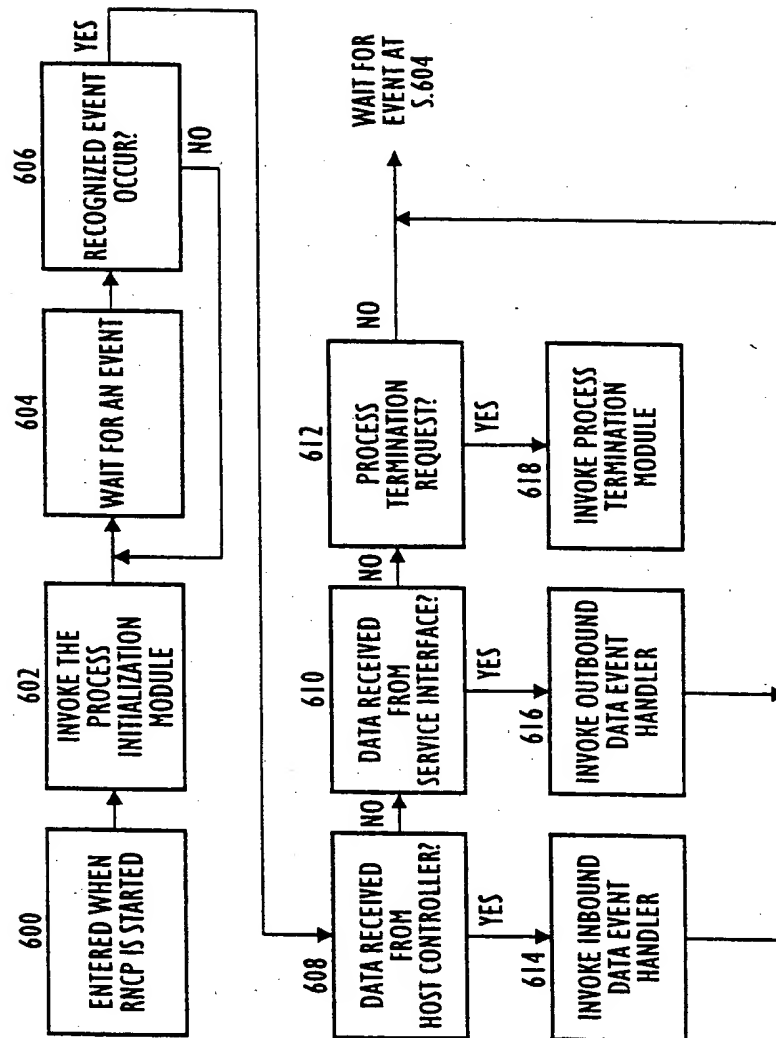 600
ENTERED WHEN
RNCP IS STARTED
602
INVOKE THE
PROCESS
INITIALIZATION
MODULE
604
WAIT FOR AN EVENT
606
RECOGNIZED EVENT
OCCUR?
YES
NO
608
DATA RECEIVED
FROM
HOST CONTROLLER?
NO
YES
610
DATA RECEIVED
FROM
SERVICE INTERFACE?
NO
YES
612
PROCESS
TERMINATION
REQUEST?
NO
YES
WAIT FOR
EVENT AT
S.604
614
INVOKE INBOUND
DATA EVENT
HANDLER
616
INVOKE OUTBOUND
DATA EVENT
HANDLER
618
INVOKE PROCESS
TERMINATION
MODULE